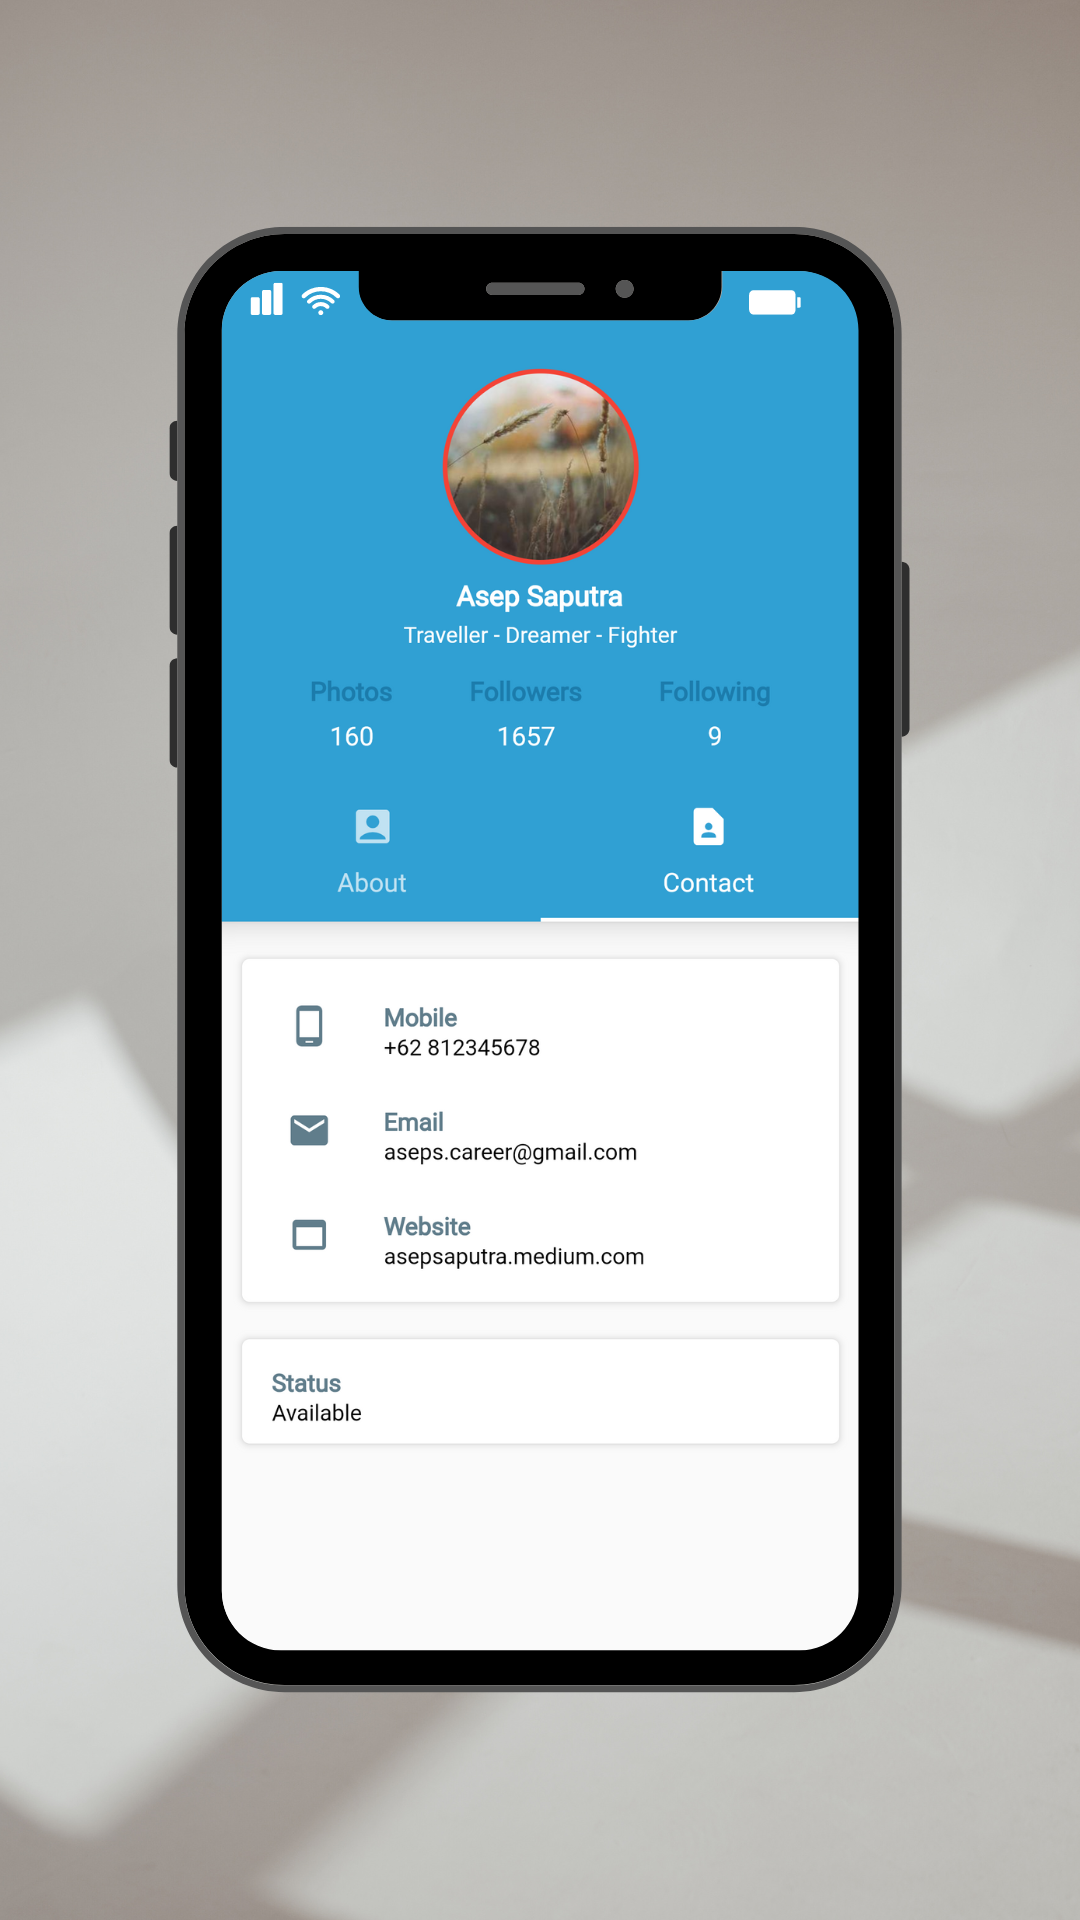 Asep Saputra
Traveller - Dreamer - Fighter
Photos Followers Following
160 1657 9
About Contact
Mobile
+62 812345678
Email
aseps.career@gmail.com
Website
asepsaputra.medium.com
Status
Available